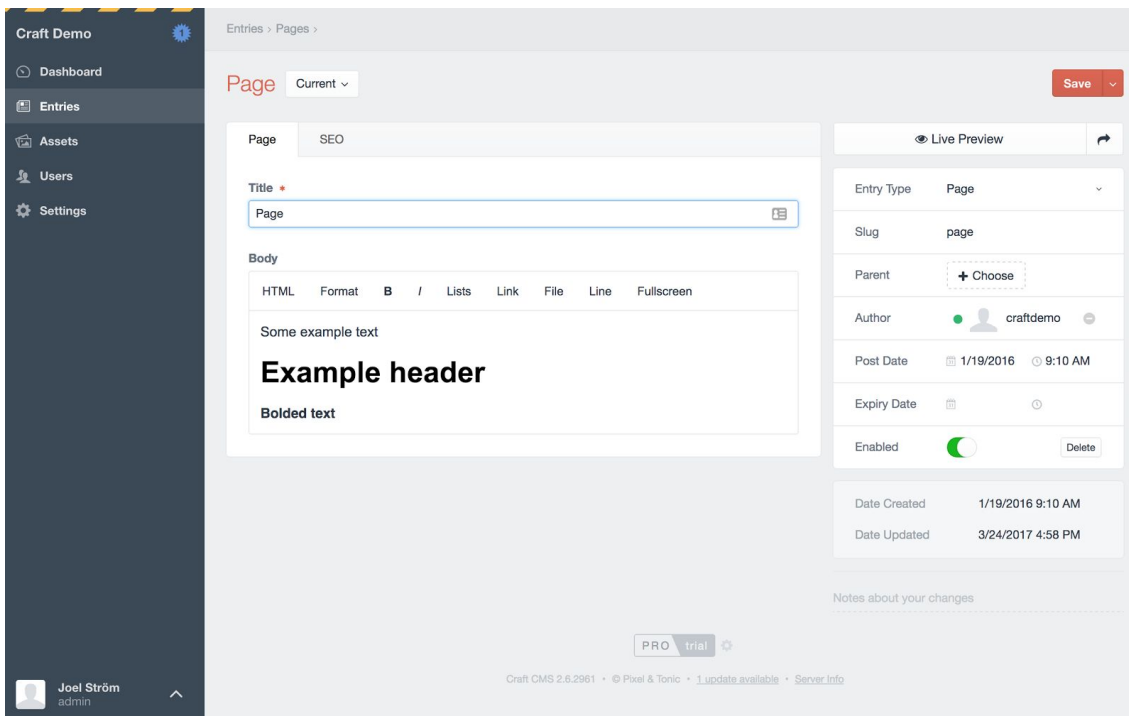 Craft Demo
1
Dashboard
Entries
Assets
Users
Settings
Joel Ström
admin
Entries › Pages ›
Page
Current
Save
Page
SEO
Title *
Page
Body
HTML Format B I Lists Link File Line Fullscreen
Some example text
Example header
Bolded text
Live Preview
Entry Type Page
Slug page
Parent + Choose
Author craftdemo
Post Date 1/19/2016 9:10 AM
Expiry Date
Enabled Delete
Date Created 1/19/2016 9:10 AM
Date Updated 3/24/2017 4:58 PM
Notes about your changes
PRO trial
Craft CMS 2.6.2961 • © Pixel & Tonic • 1 update available • Server Info